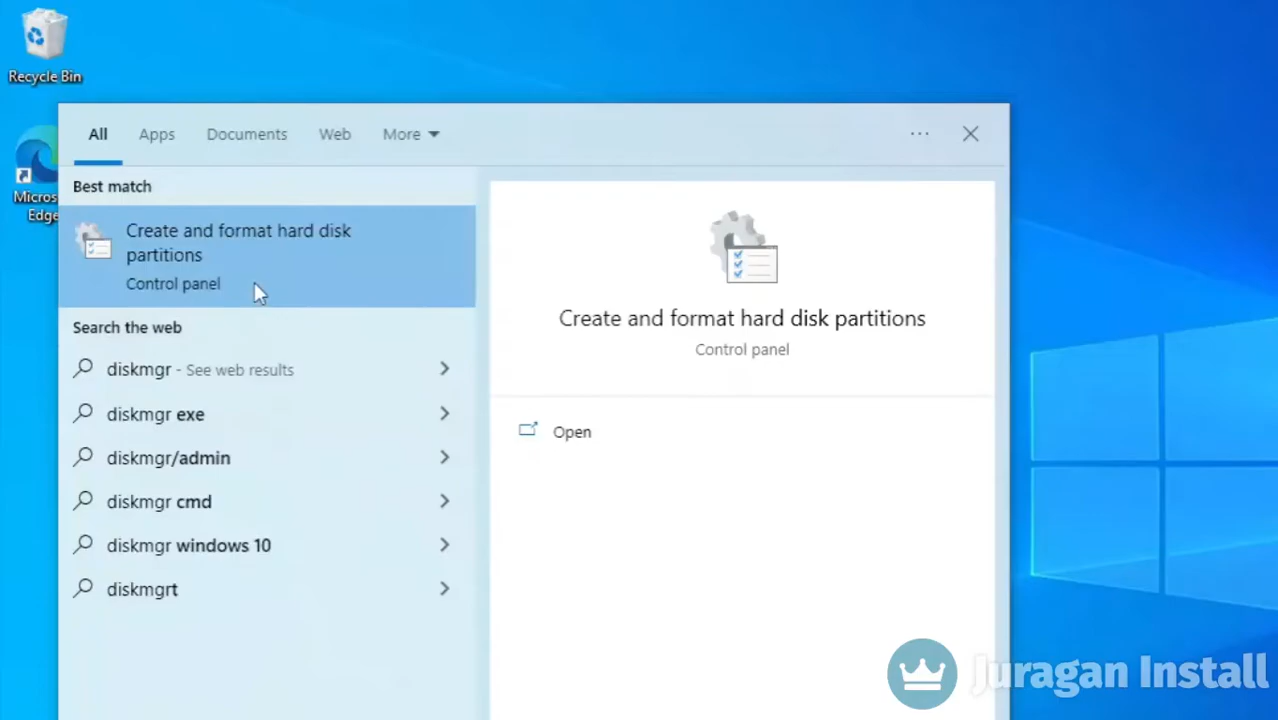 Recycle Bin
Micros
Edge
All
Apps
Documents
Web
More
Best match
Create and format hard disk
partitions
Control panel
Search the web
diskmgr - See web results
diskmgr exe
diskmgr/admin
diskmgr cmd
diskmgr windows 10
diskmgrt
Create and format hard disk partitions
Control panel
Open
Juragan Install